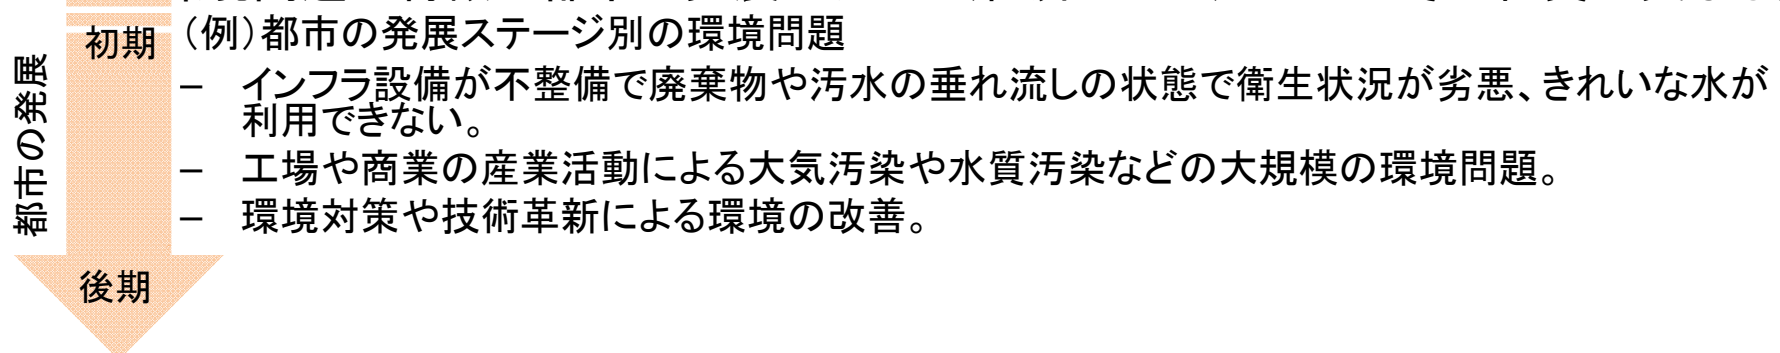 初期
(例)都市の発展ステージ別の環境問題
都市の発展
– インフラ設備が不整備で廃棄物や汚水の垂れ流しの状態で衛生状況が劣悪、きれいな水が
利用できない。
– 工場や商業の産業活動による大気汚染や水質汚染などの大規模の環境問題。
– 環境対策や技術革新による環境の改善。
後期